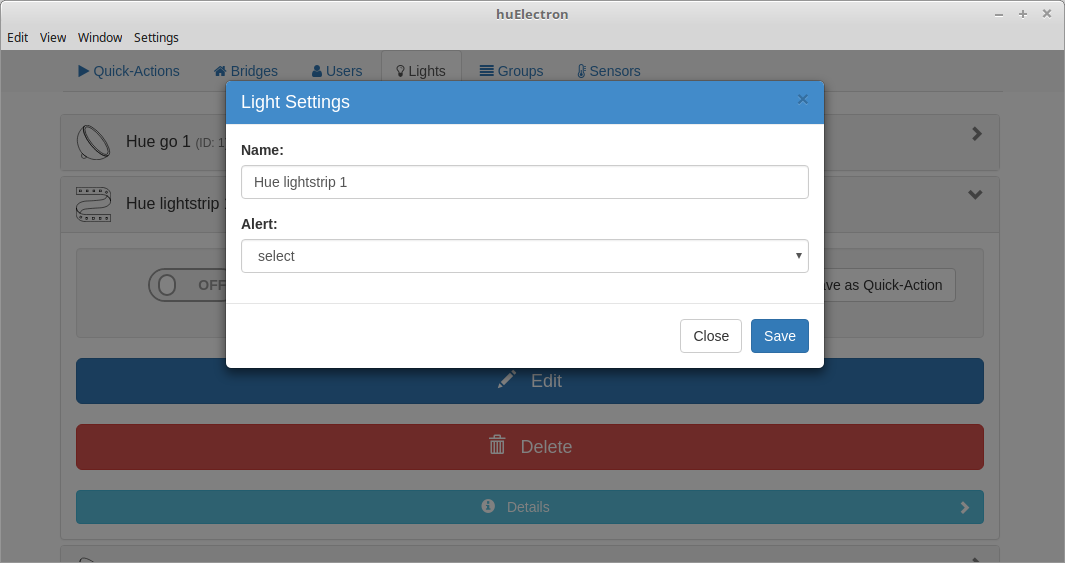 huElectron
Edit View Window Settings
Quick-Actions Bridges Users Lights Groups Sensors
Light Settings
Hue go 1 (ID: 1
Name:
Hue lightstrip 1
Hue lightstrip
Alert:
select
OFF
as Quick-Action
Close Save
Edit
Delete
Details